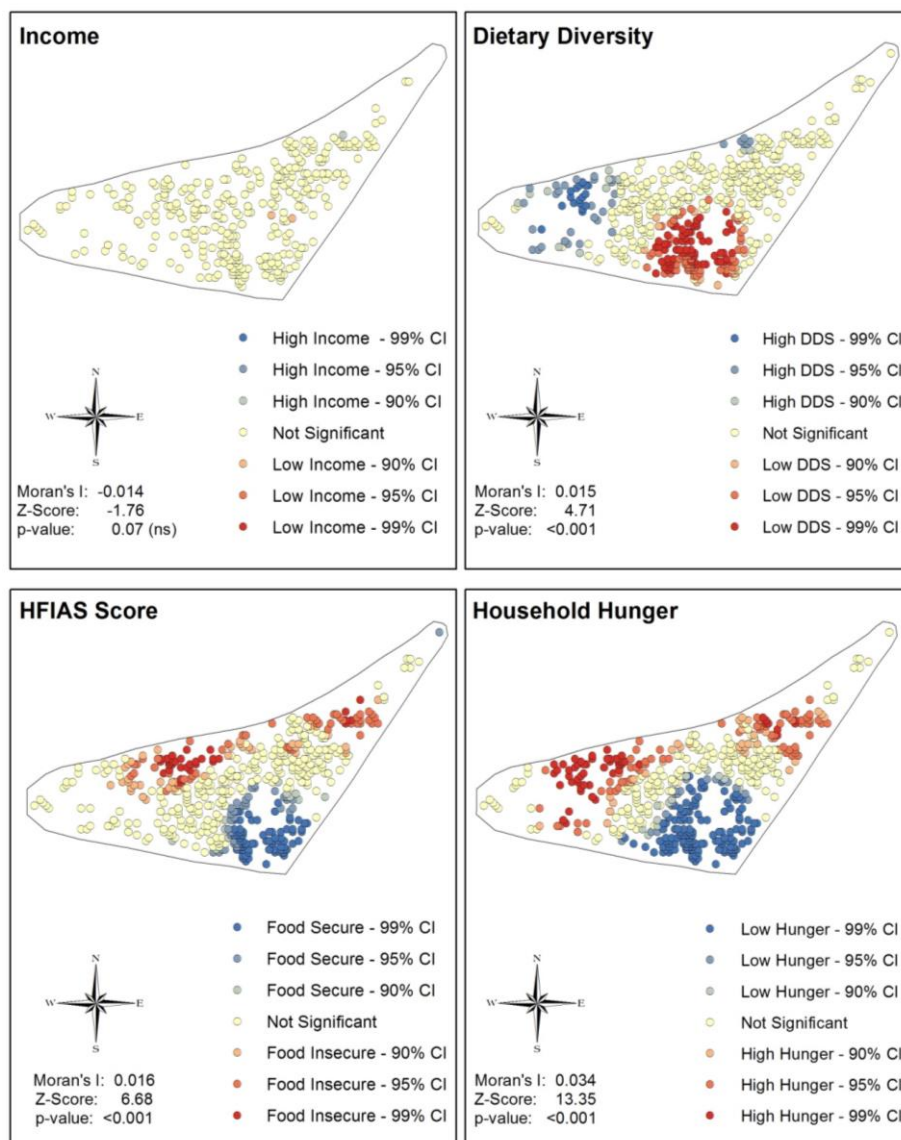 Income
N
W
E
S
High Income - 99% CI
High Income - 95% CI
High Income - 90% CI
Not Significant
Low Income - 90% CI
Low Income - 95% CI
Low Income - 99% CI
Moran's I: -0.014
Z-Score: -1.76
p-value: 0.07 (ns)
Dietary Diversity
N
W
E
S
High DDS - 99% CI
High DDS - 95% CI
High DDS - 90% CI
Not Significant
Low DDS - 90% CI
Low DDS - 95% CI
Low DDS - 99% CI
Moran's I: 0.015
Z-Score: 4.71
p-value: <0.001
HFIAS Score
N
W
E
S
Food Secure - 99% CI
Food Secure - 95% CI
Food Secure - 90% CI
Not Significant
Food Insecure - 90% CI
Food Insecure - 95% CI
Food Insecure - 99% CI
Moran's I: 0.016
Z-Score: 6.68
p-value: <0.001
Household Hunger
N
W
E
S
Low Hunger - 99% CI
Low Hunger - 95% CI
Low Hunger - 90% CI
Not Significant
High Hunger - 90% CI
High Hunger - 95% CI
High Hunger - 99% CI
Moran's I: 0.034
Z-Score: 13.35
p-value: <0.001